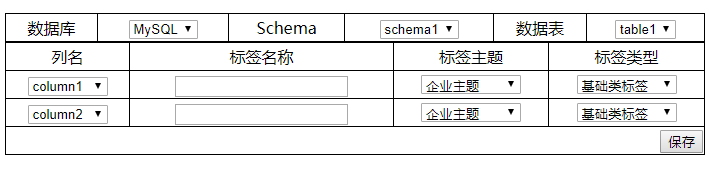 数据库 MySQL Schema schema1 数据表 table1
列名 标签名称 标签主题 标签类型
column1 企业主题 基础类标签
column2 企业主题 基础类标签
保存